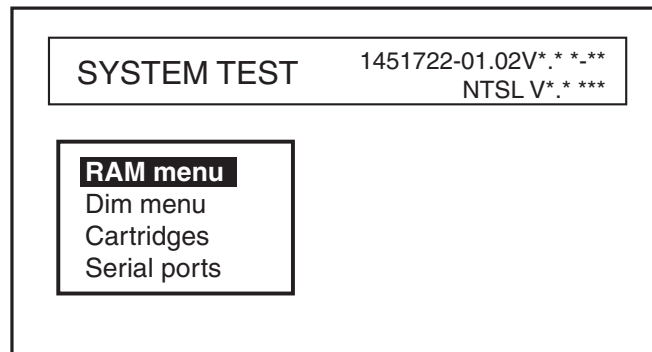 SYSTEM TEST
1451722-01.02V*.* *-**
NTSL V*.* ***
RAM menu
Dim menu
Cartridges
Serial ports